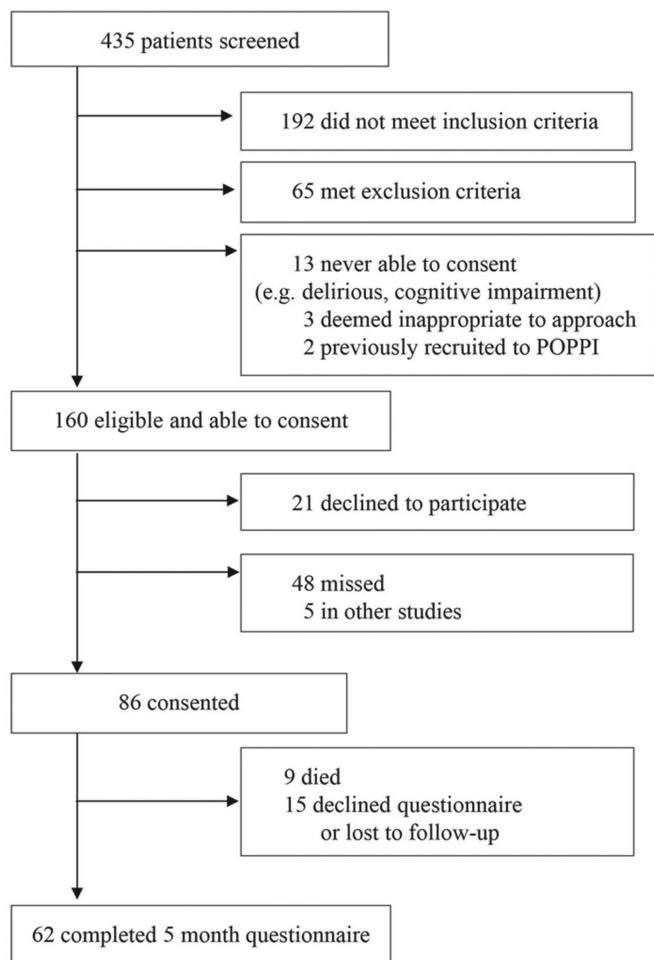 435 patients screened
192 did not meet inclusion criteria
65 met exclusion criteria
13 never able to consent
(e.g. delirious, cognitive impairment)
3 deemed inappropriate to approach
2 previously recruited to POPPI
160 eligible and able to consent
21 declined to participate
48 missed
5 in other studies
86 consented
9 died
15 declined questionnaire
or lost to follow-up
62 completed 5 month questionnaire